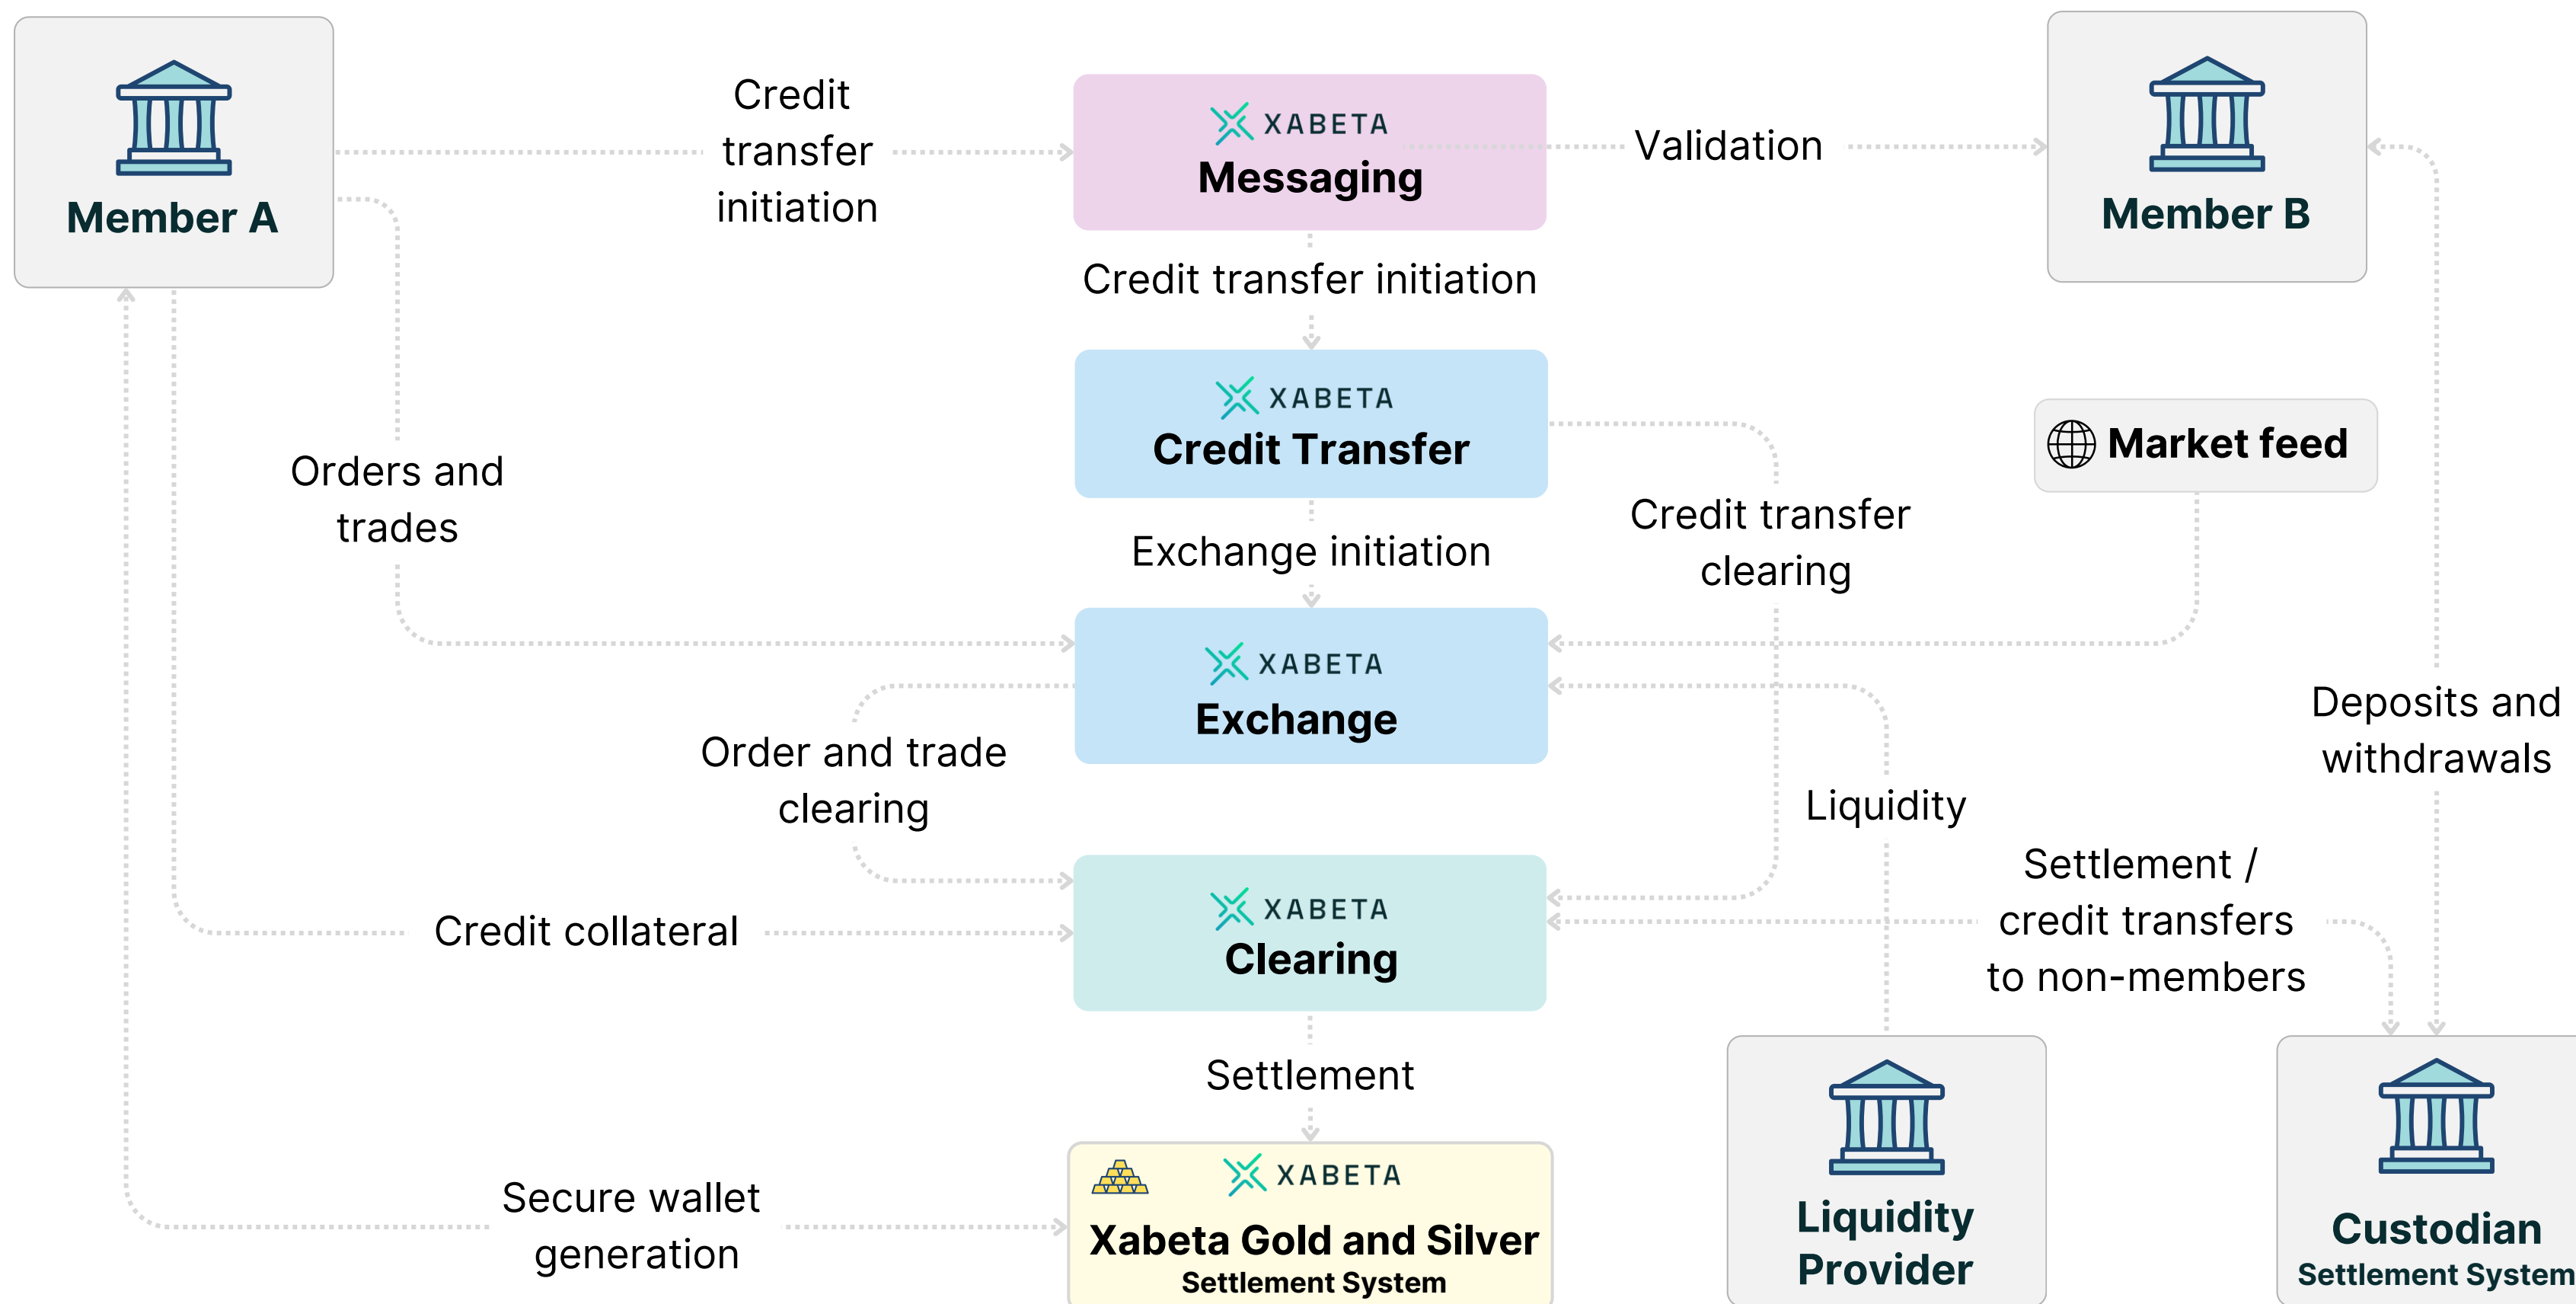 Member A
Credit
transfer
initiation
XABETA
Messaging
Validation
Member B
Credit transfer initiation
XABETA
Credit Transfer
Market feed
Orders and
trades
Credit transfer
clearing
Exchange initiation
XABETA
Exchange
Deposits and
withdrawals
Order and trade
clearing
Liquidity
Settlement /
credit transfers
to non-members
XABETA
Clearing
Credit collateral
Settlement
XABETA
Xabeta Gold and Silver
Settlement System
Secure wallet
generation
Liquidity
Provider
Custodian
Settlement System